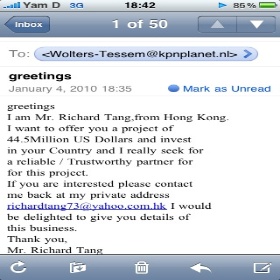 Yam D 3G 18:42 85%
Inbox 1 of 50
To: <Wolters-Tessem@kpnplanet.nl>
greetings
January 4, 2010 18:35 Mark as Unread
greetings
I am Mr. Richard Tang,from Hong Kong.
I want to offer you a project of
44.5Million US Dollars and invest
in your Country and I really seek for
a reliable / Trustworthy partner for
for this project.
If you are interested please contact
me back at my private address
richardtang73@yahoo.com.hk I would
be delighted to give you details of
this business.
Thank you,
Mr. Richard Tang